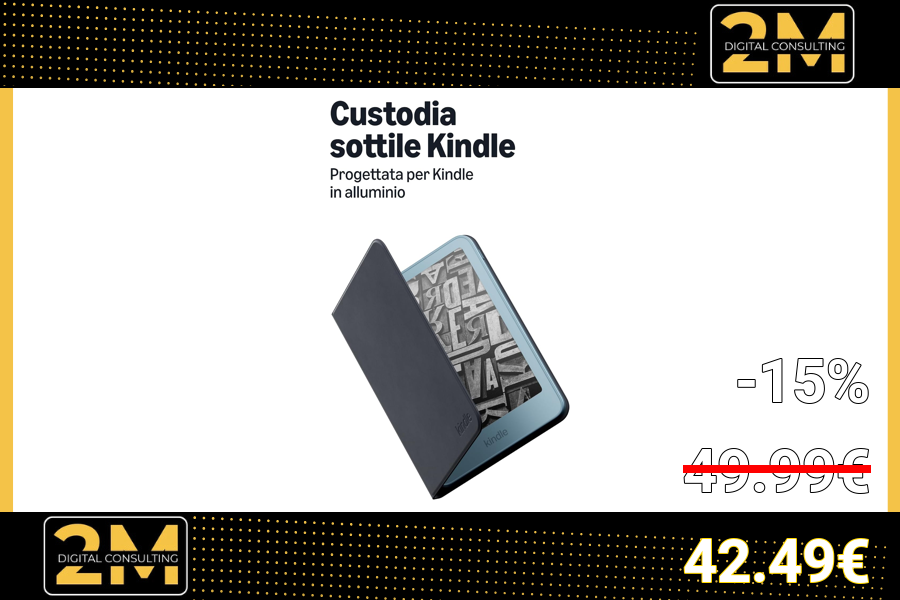 2M
DIGITAL CONSULTING
Custodia
sottile Kindle
Progettata per Kindle
in alluminio
kindle
kindle
-15%
49.99€
2M
DIGITAL CONSULTING
42.49€